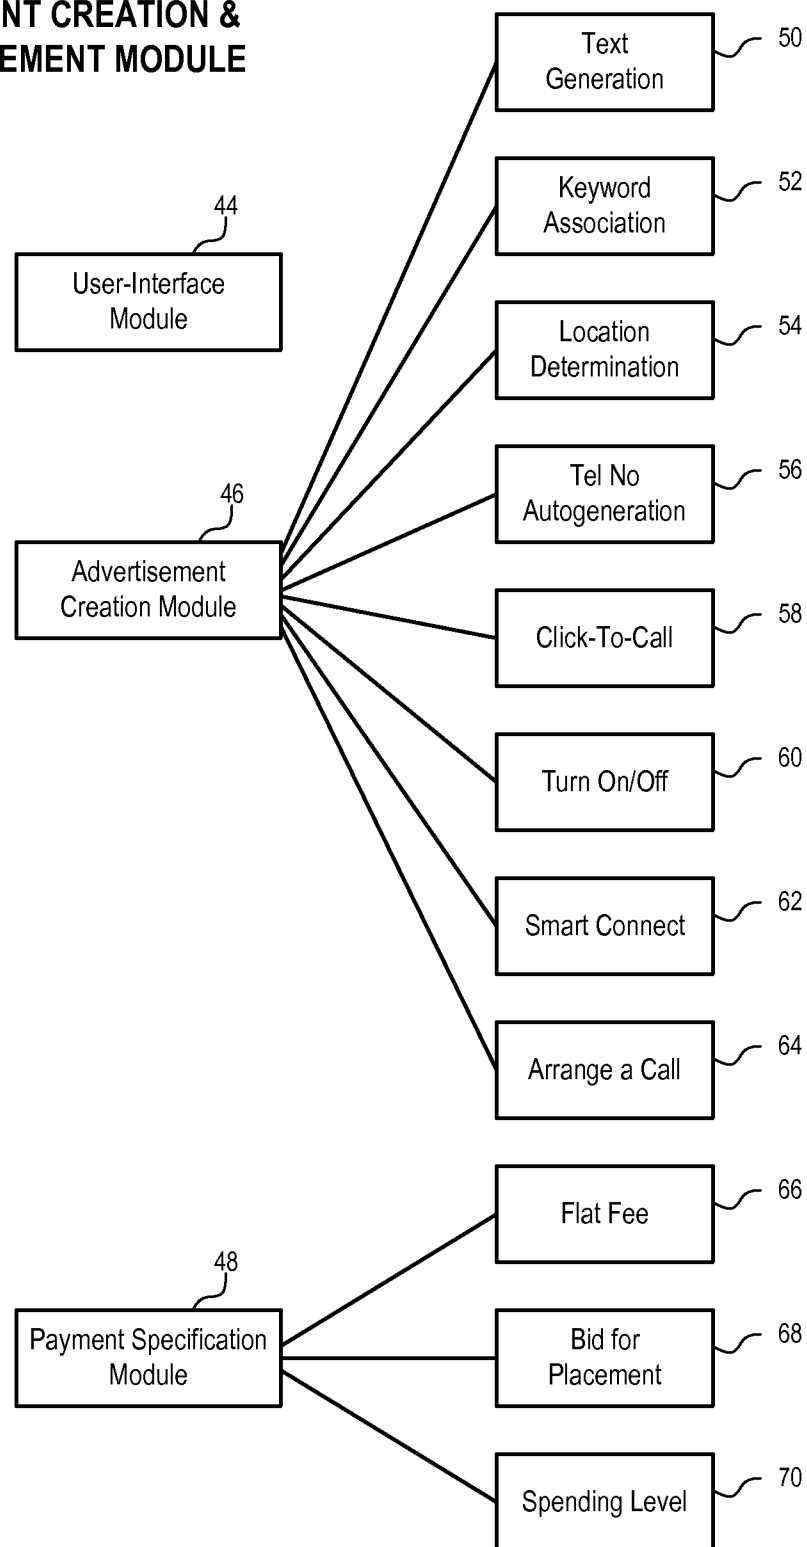 NT CREATION &
EMENT MODULE
Text
Generation
50
Keyword
Association
52
44
User-Interface
Module
Location
Determination
54
Tel No
Autogeneration
56
46
Advertisement
Creation Module
Click-To-Call
58
Turn On/Off
60
Smart Connect
62
Arrange a Call
64
Flat Fee
66
48
Payment Specification
Module
Bid for
Placement
68
Spending Level
70